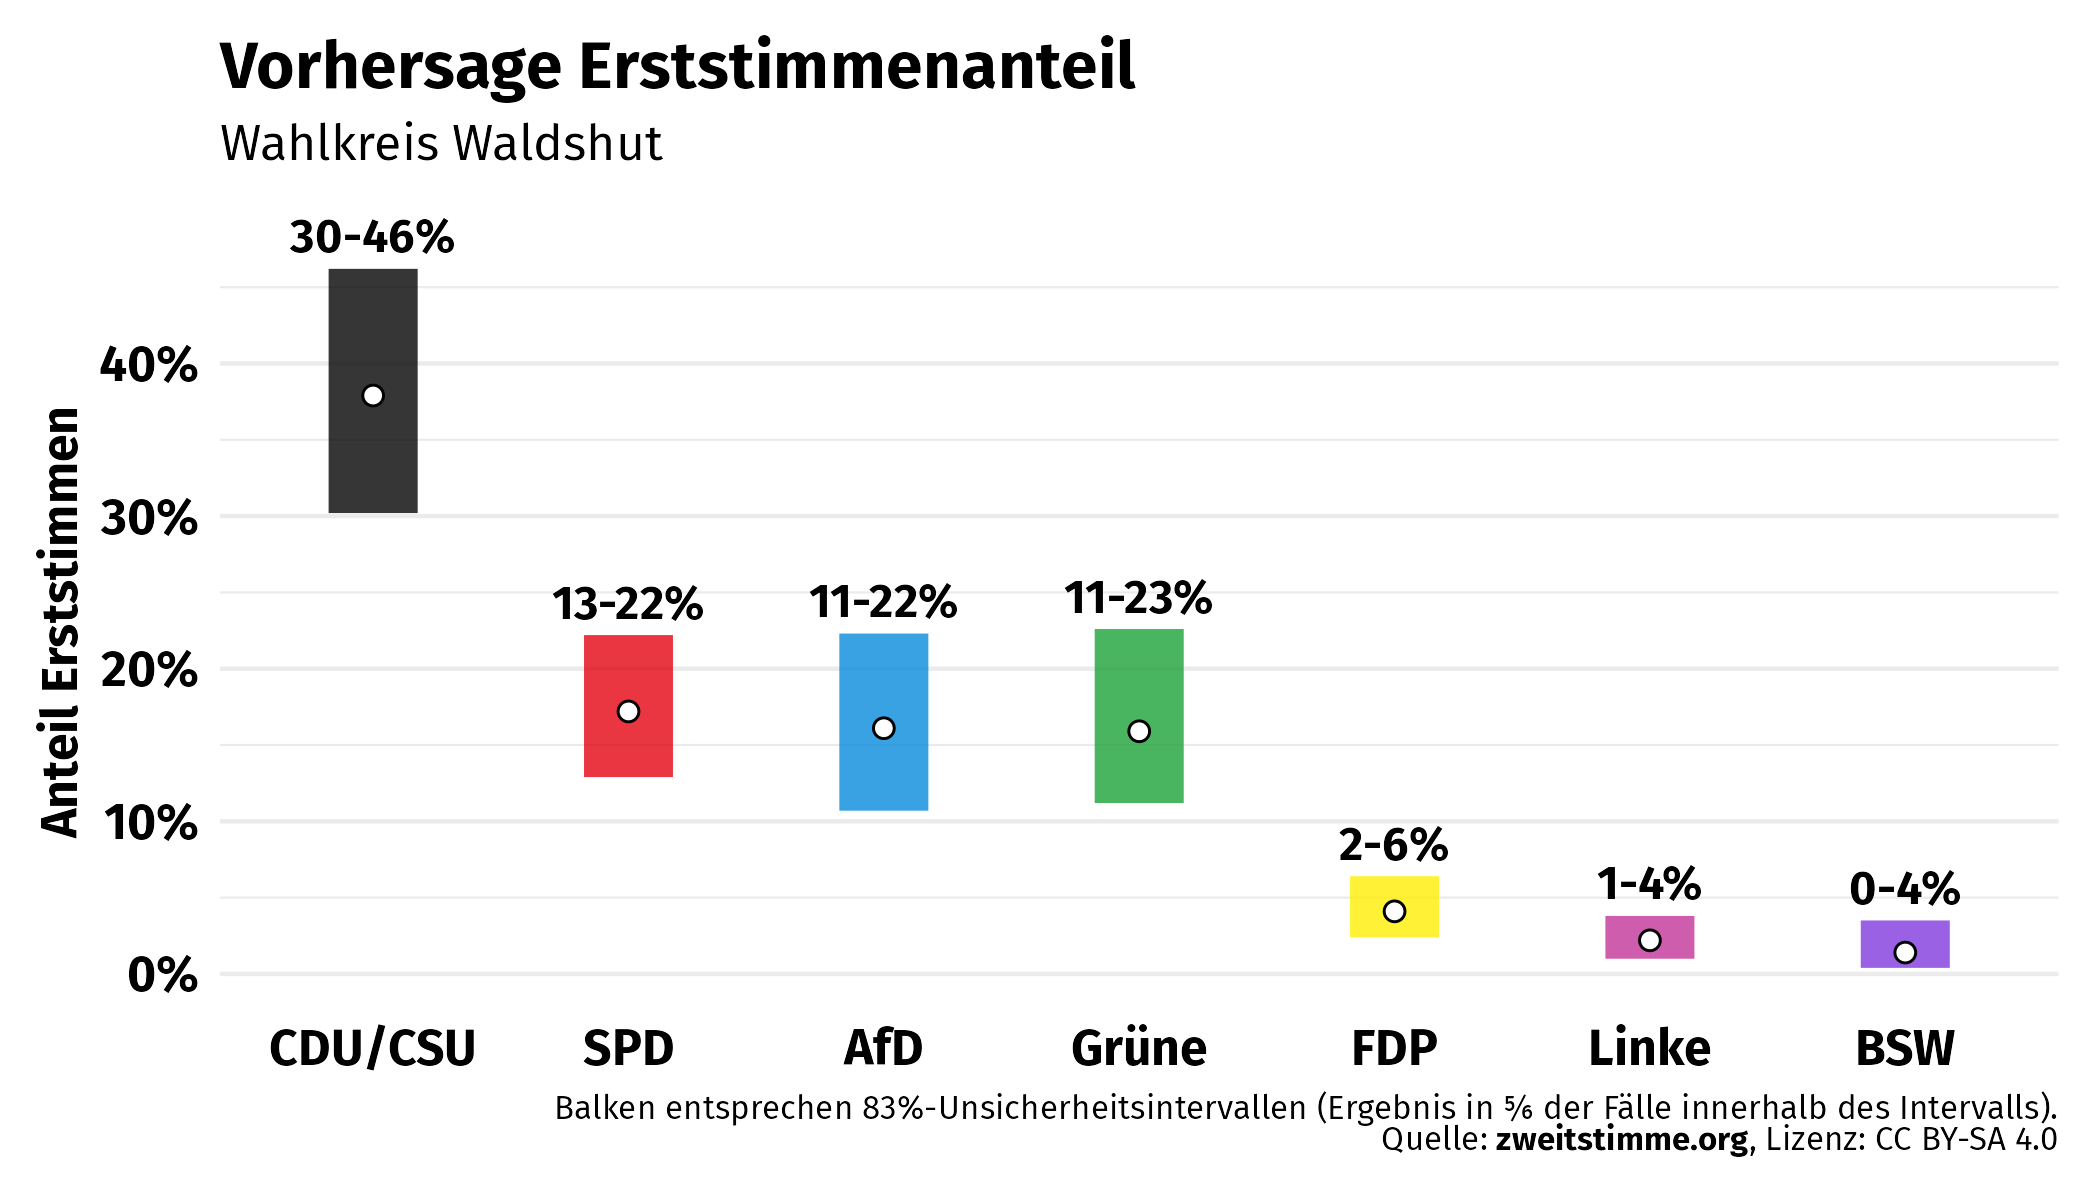 Vorhersage Erststimmenanteil
Wahlkreis Waldshut
Anteil Erststimmen
40%
30%
20%
10%
0%
30-46%
13-22%
11-22%
11-23%
2-6%
1-4%
0-4%
CDU/CSU
SPD
AfD
Grüne
FDP
Linke
BSW
Balken entsprechen 83%-Unsicherheitsintervallen (Ergebnis in ⅚ der Fälle innerhalb des Intervalls).
Quelle: zweitstimme.org, Lizenz: CC BY-SA 4.0